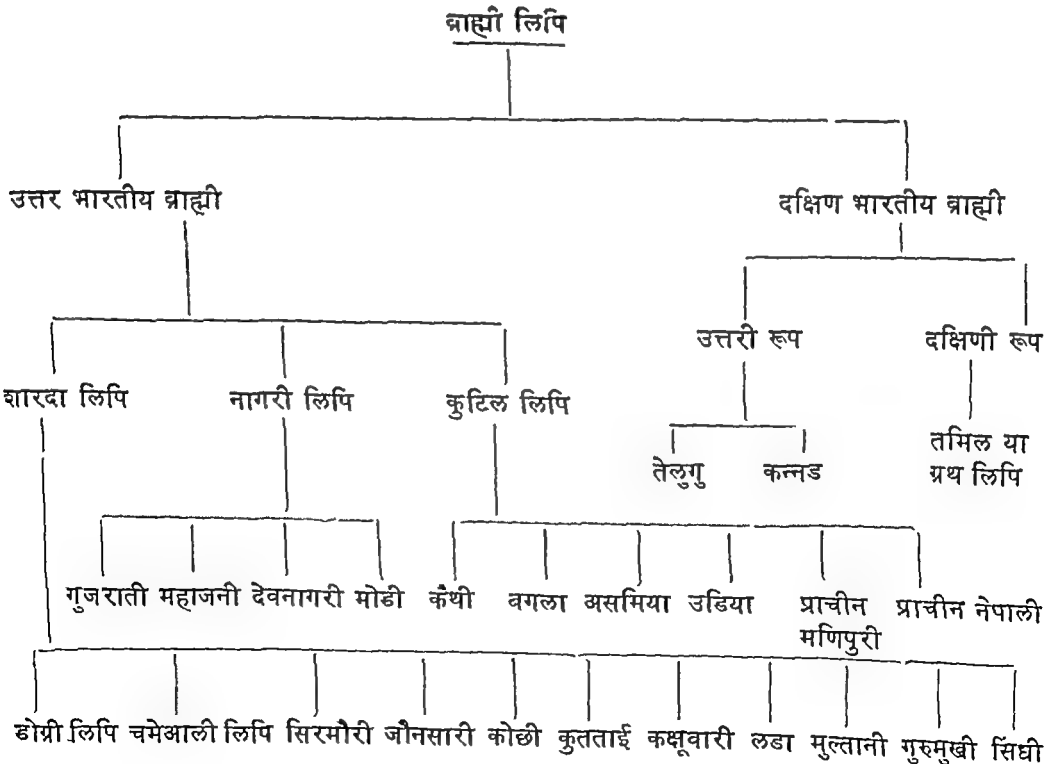 ब्राह्मी लिपि
उत्तर भारतीय ब्राह्मी
दक्षिण भारतीय ब्राह्मी
उत्तरी रूप
दक्षिणी रूप
शारदा लिपि
नागरी लिपि
कुटिल लिपि
तेलुगु
कन्नड
तमिल या
ग्रथ लिपि
गुजराती महाजनी देवनागरी मोडी कैथी वगला असमिया उडिया
प्राचीन
मणिपुरी
प्राचीन नेपाली
डोग्री लिपि चमेआली लिपि सिरमौरी जौनसारी कोछी कुतताई कक्षूवारी लडा मुल्तानी गुरुमुखी सिंधी